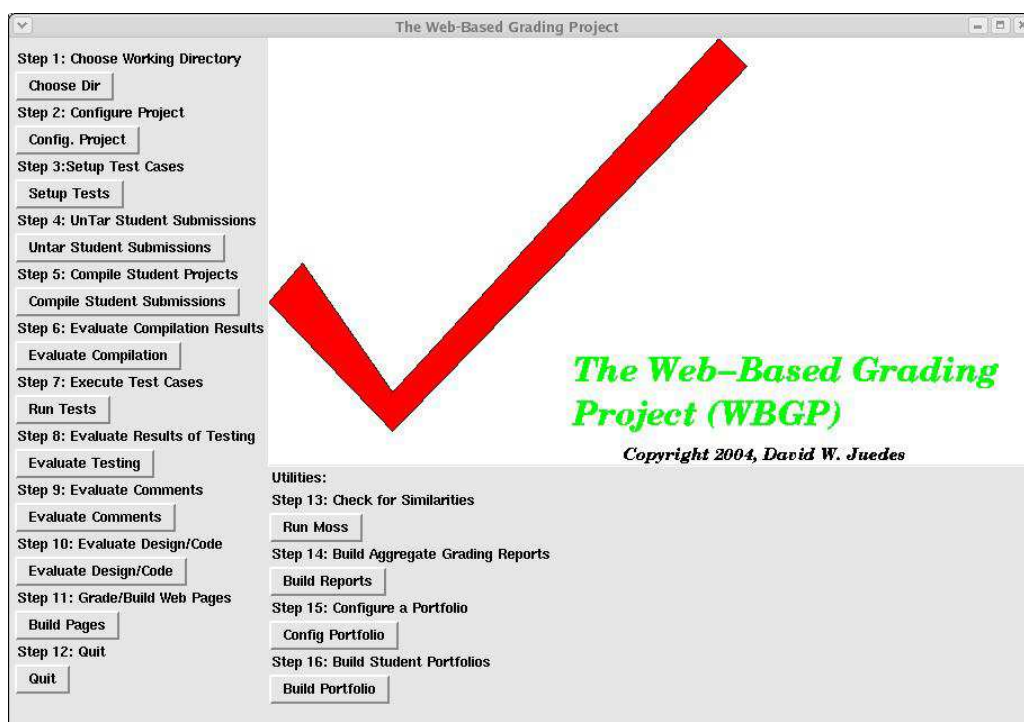 The Web-Based Grading Project
Step 1: Choose Working Directory
Choose Dir
Step 2: Configure Project
Config. Project
Step 3:Setup Test Cases
Setup Tests
Step 4: UnTar Student Submissions
Untar Student Submissions
Step 5: Compile Student Projects
Compile Student Submissions
Step 6: Evaluate Compilation Results
Evaluate Compilation
Step 7: Execute Test Cases
Run Tests
Step 8: Evaluate Results of Testing
Evaluate Testing
Step 9: Evaluate Comments
Evaluate Comments
Step 10: Evaluate Design/Code
Evaluate Design/Code
Step 11: Grade/Build Web Pages
Build Pages
Step 12: Quit
Quit
The Web-Based Grading
Project (WBGP)
Copyright 2004, David W. Juedes
Utilities:
Step 13: Check for Similarities
Run Moss
Step 14: Build Aggregate Grading Reports
Build Reports
Step 15: Configure a Portfolio
Config Portfolio
Step 16: Build Student Portfolios
Build Portfolio